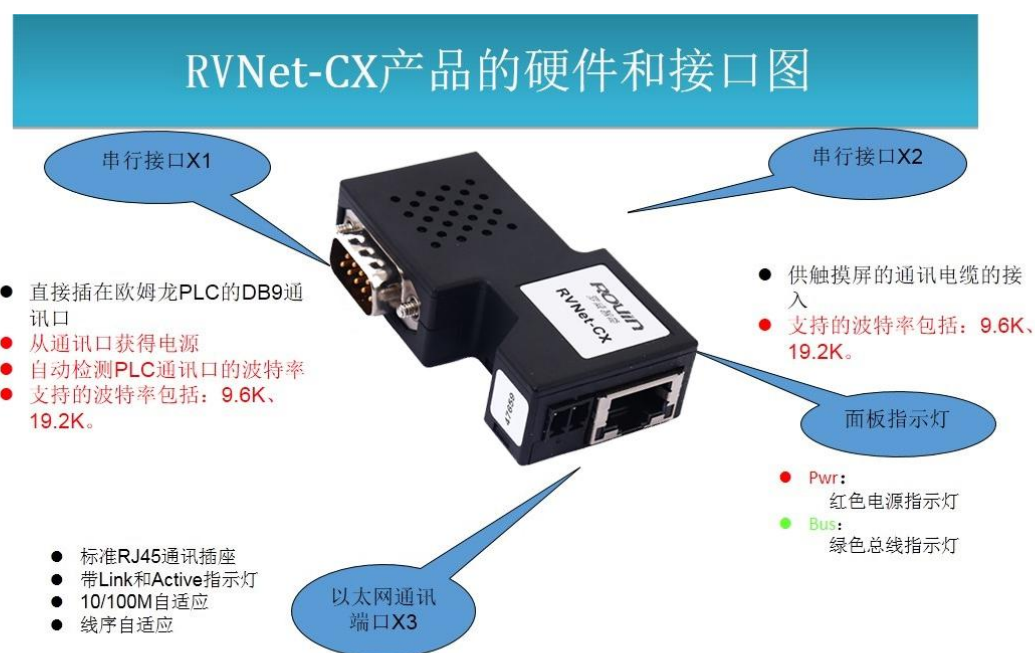 RVNet-CX产品的硬件和接口图
串行接口X1
串行接口X2
直接插在欧姆龙PLC的DB9通
讯口
从通讯口获得电源
自动检测PLC通讯口的波特率
支持的波特率包括：9.6K、
19.2K。
供触摸屏的通讯电缆的接
入
支持的波特率包括：9.6K、
19.2K。
ROUIN
RVNet-CX
47659
面板指示灯
Pwr：
红色电源指示灯
Bus：
绿色总线指示灯
标准RJ45通讯插座
带Link和Active指示灯
10/100M自适应
线序自适应
以太网通讯
端口X3